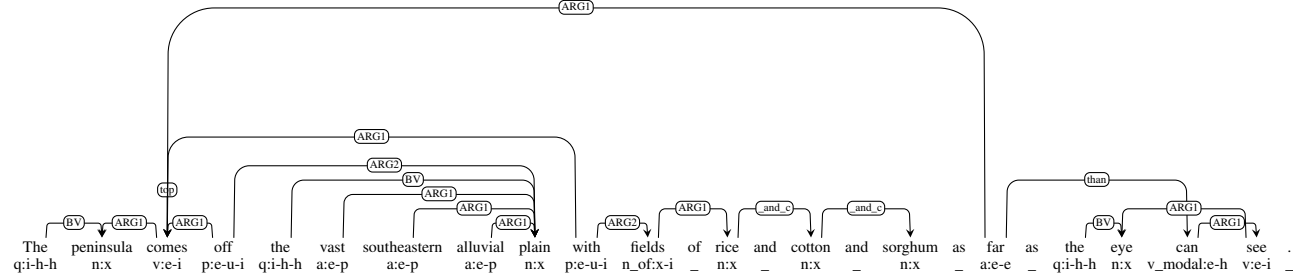 ARG1
ARG1
ARG2
BV
than
top
ARG1
BV ARG1 ARG1 ARG1 ARG1 ARG2 ARG1 _and_c _and_c BV ARG1 ARG1
The peninsula comes off the vast southeastern alluvial plain with fields of rice and cotton and sorghum as far as the eye can see .
q:i-h-h n:x v:e-i p:e-u-i q:i-h-h a:e-p a:e-p a:e-p n:x p:e-u-i n_of:x-i _ n:x _ n:x _ n:x _ a:e-e _ q:i-h-h n:x v_modal:e-h v:e-i _